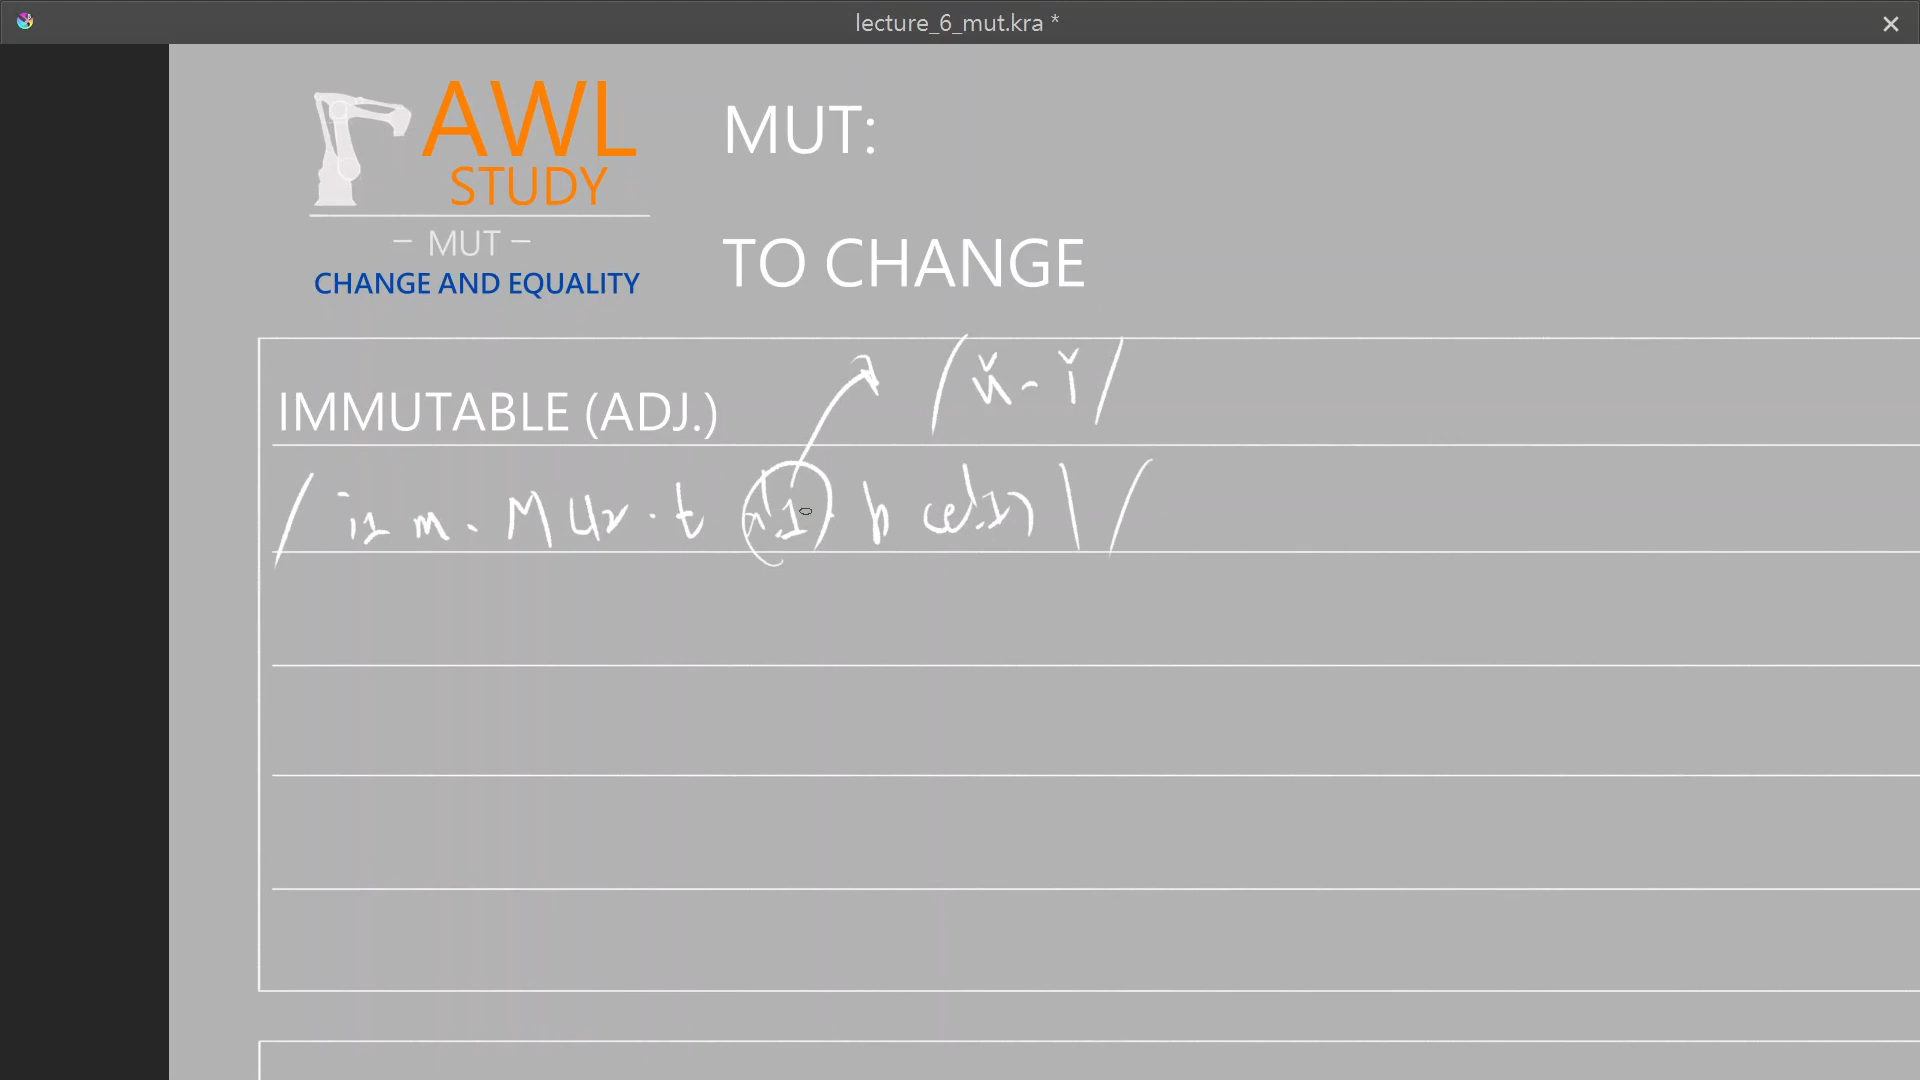 lecture_6_mut.kra *
AWL
STUDY
– MUT –
CHANGE AND EQUALITY
MUT:
TO CHANGE
/ ŭ - ĭ /
IMMUTABLE (ADJ.)
m . M . t b